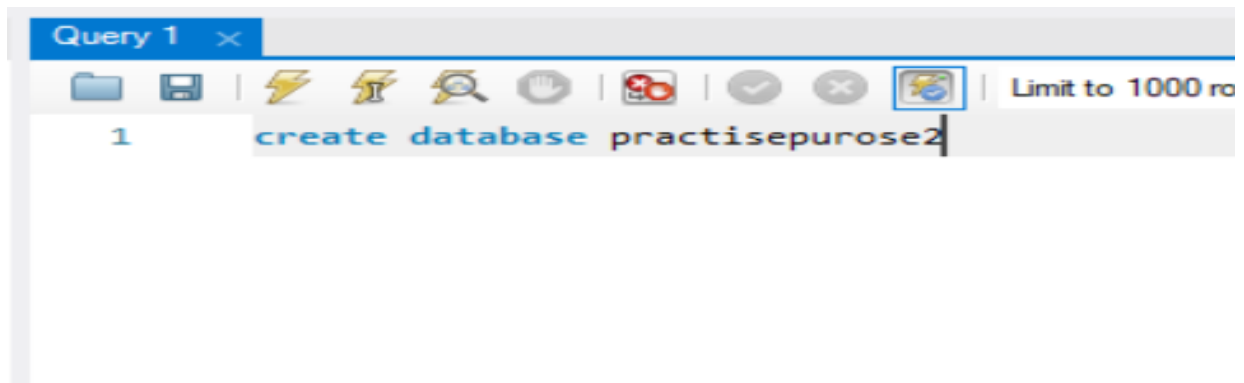 Query 1
Limit to 1000 ro
1 create database practisepurose2